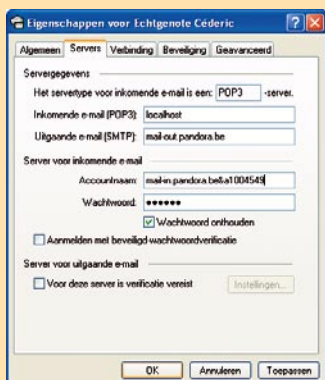 Eigenschappen voor Echtgenote Céderic
Algemeen Servers Verbinding Beveiliging Geavanceerd
Servergegevens
Het servertype voor inkomende e-mail is een: POP3 -server.
Inkomende e-mail (POP3): localhost
Uitgaande e-mail (SMTP): mail-out.pandora.be
Server voor inkomende e-mail
Accountnaam: mail-in.pandora.be&a1004549
Wachtwoord: ●●●●●●
Wachtwoord onthouden
Aanmelden met beveiligd-wachtwoordverificatie
Server voor uitgaande e-mail
Voor deze server is verificatie vereist Instellingen...
OK Annuleren Toepassen